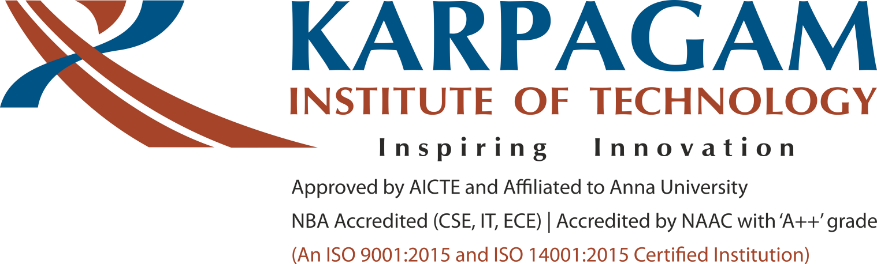 KARPAGAM
INSTITUTE OF TECHNOLOGY
Inspiring Innovation
Approved by AICTE and Affiliated to Anna University
NBA Accredited (CSE, IT, ECE) | Accredited by NAAC with ‘A++’ grade
(An ISO 9001:2015 and ISO 14001:2015 Certified Institution)